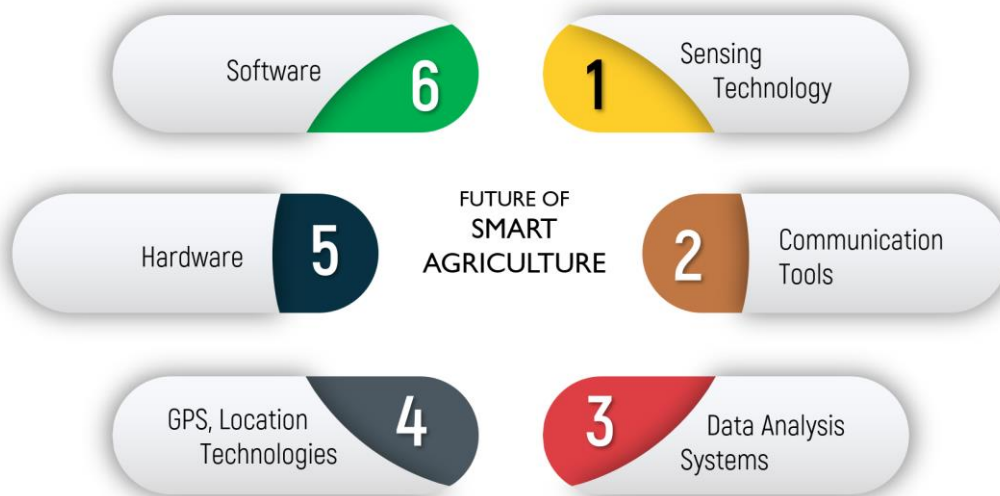 FUTURE OF
SMART
AGRICULTURE
1
Sensing
Technology
2
Communication
Tools
3
Data Analysis
Systems
4
GPS, Location
Technologies
5
Hardware
6
Software